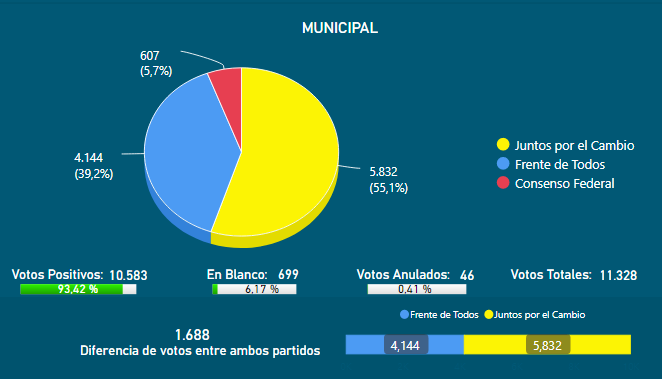 MUNICIPAL
607
(5,7%)
4.144
(39,2%)
5.832
(55,1%)
Juntos por el Cambio
Frente de Todos
Consenso Federal
Votos Positivos: 10.583
93,42 %
En Blanco: 699
6,17 %
Votos Anulados: 46
0,41 %
Votos Totales: 11.328
1.688
Diferencia de votos entre ambos partidos
Frente de Todos Juntos por el Cambio
4,144 5,832